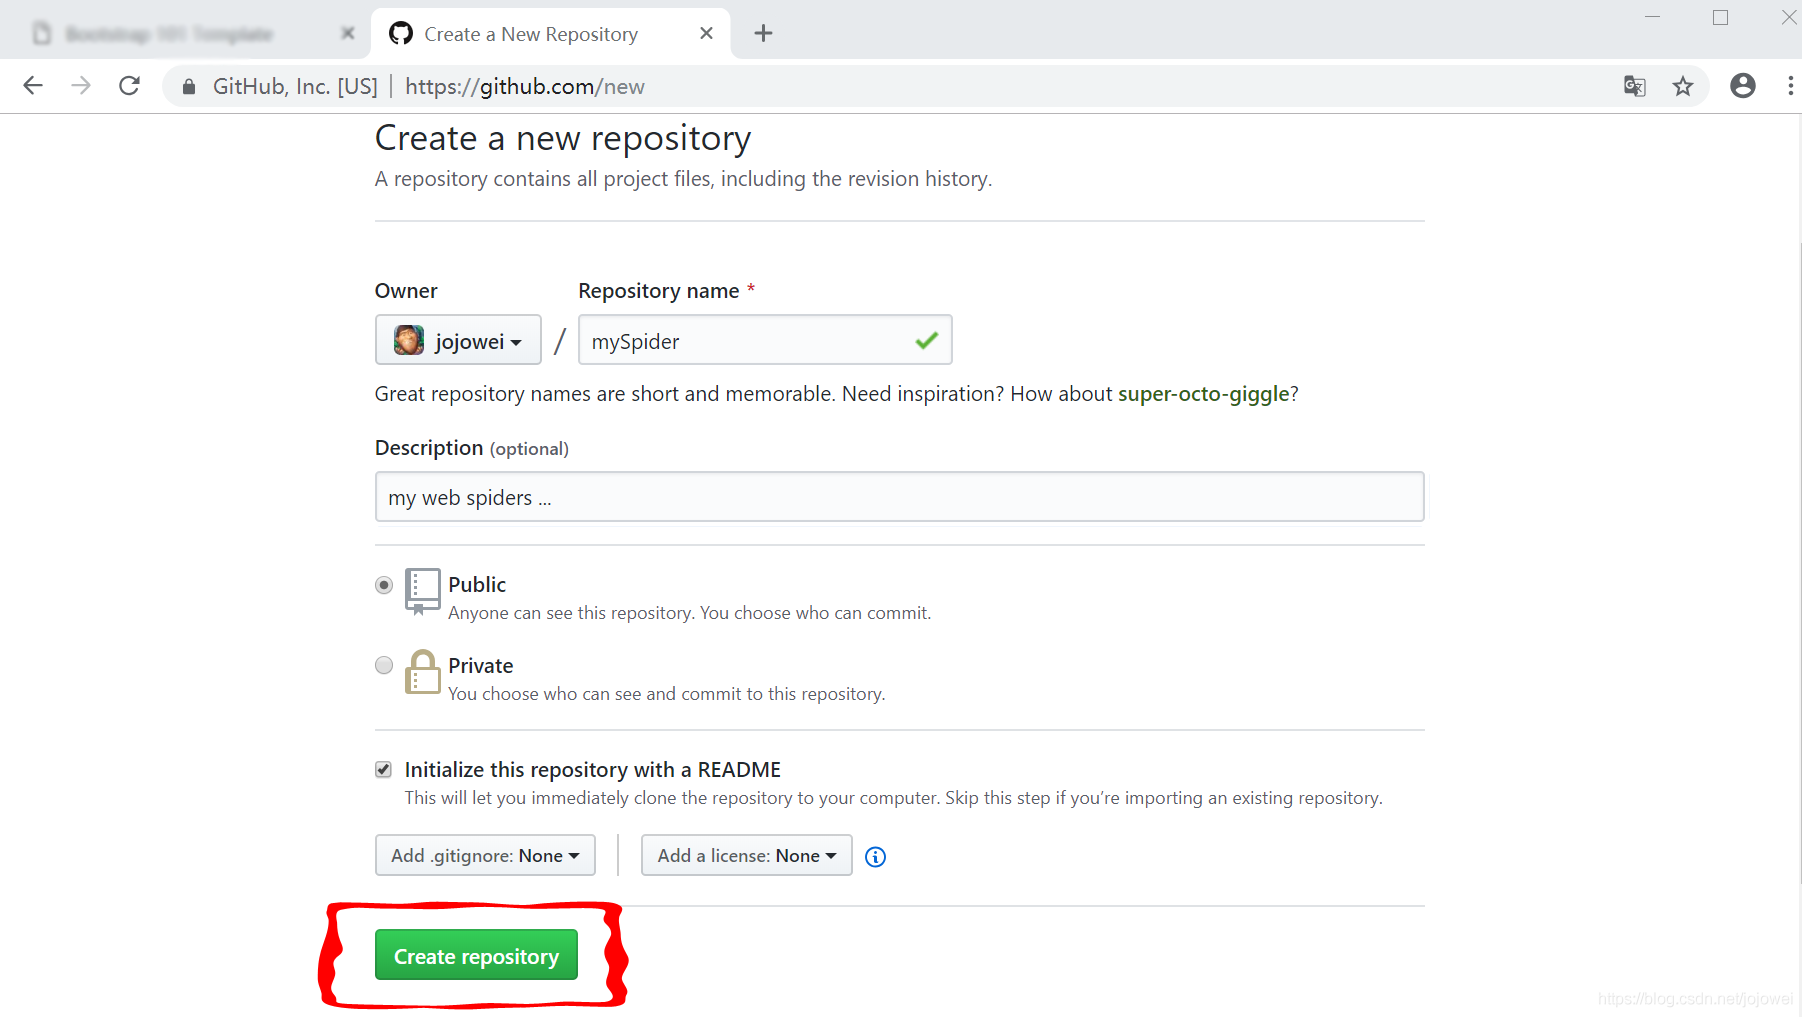 Bootstrap 101 Template
Create a New Repository
GitHub, Inc. [US] | https://github.com/new
Create a new repository
A repository contains all project files, including the revision history.
Owner
Repository name *
jojowei / mySpider
Great repository names are short and memorable. Need inspiration? How about super-octo-giggle?
Description (optional)
my web spiders ...
Public
Anyone can see this repository. You choose who can commit.
Private
You choose who can see and commit to this repository.
Initialize this repository with a README
This will let you immediately clone the repository to your computer. Skip this step if you’re importing an existing repository.
Add .gitignore: None
Add a license: None
Create repository
https://blog.csdn.net/jojowei